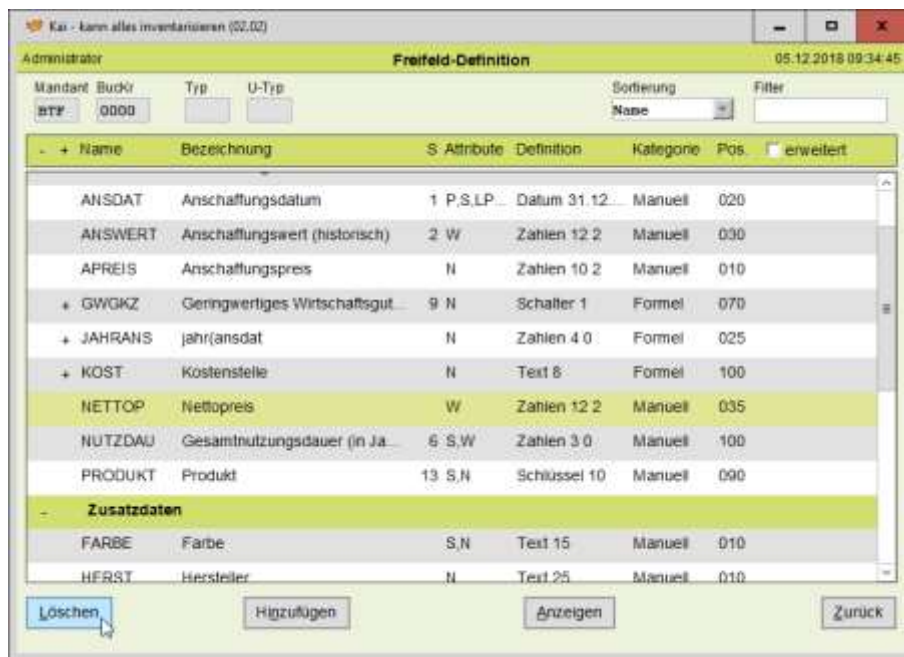 Kai - kann alles inventarisieren (02.02)
Administrator Freifeld-Definition 05.12.2018 09:34:45
Mandant BucKr Typ U-Typ Sortierung Filter
BTF 0000 Name
- + Name Bezeichnung S Attribute Definition Kategorie Pos. erweitert
ANSDAT Anschaffungsdatum 1 P,S,LP... Datum 31.12... Manuell 020
ANSWERT Anschaffungswert (historisch) 2 W Zahlen 12 2 Manuell 030
APREIS Anschaffungspreis N Zahlen 10 2 Manuell 010
+ GWGKZ Geringwertiges Wirtschaftsgut... 9 N Schalter 1 Formel 070
+ JAHRANS jahr(ansdat N Zahlen 4 0 Formel 025
+ KOST Kostenstelle N Text 8 Formel 100
NETTOP Nettopreis W Zahlen 12 2 Manuell 035
NUTZDAU Gesamtnutzungsdauer (in Ja... 6 S,W Zahlen 3 0 Manuell 100
PRODUKT Produkt 13 S,N Schlüssel 10 Manuell 090
- Zusatzdaten
FARBE Farbe S,N Text 15 Manuell 010
HERST Hersteller N Text 25 Manuell 010
Löschen Hinzufügen Anzeigen Zurück